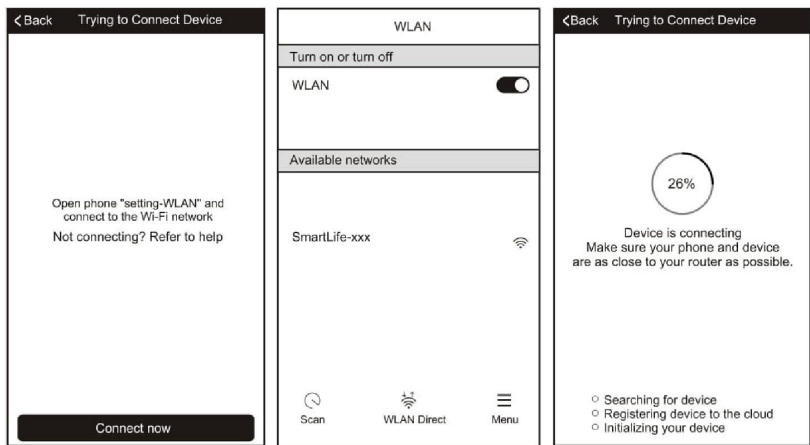 < Back Trying to Connect Device
Open phone "setting-WLAN" and
connect to the Wi-Fi network
Not connecting? Refer to help
Connect now
WLAN
Turn on or turn off
WLAN
Available networks
SmartLife-xxx
Scan WLAN Direct Menu
<Back Trying to Connect Device
26%
Device is connecting
Make sure your phone and device
are as close to your router as possible.
Searching for device
Registering device to the cloud
Initializing your device